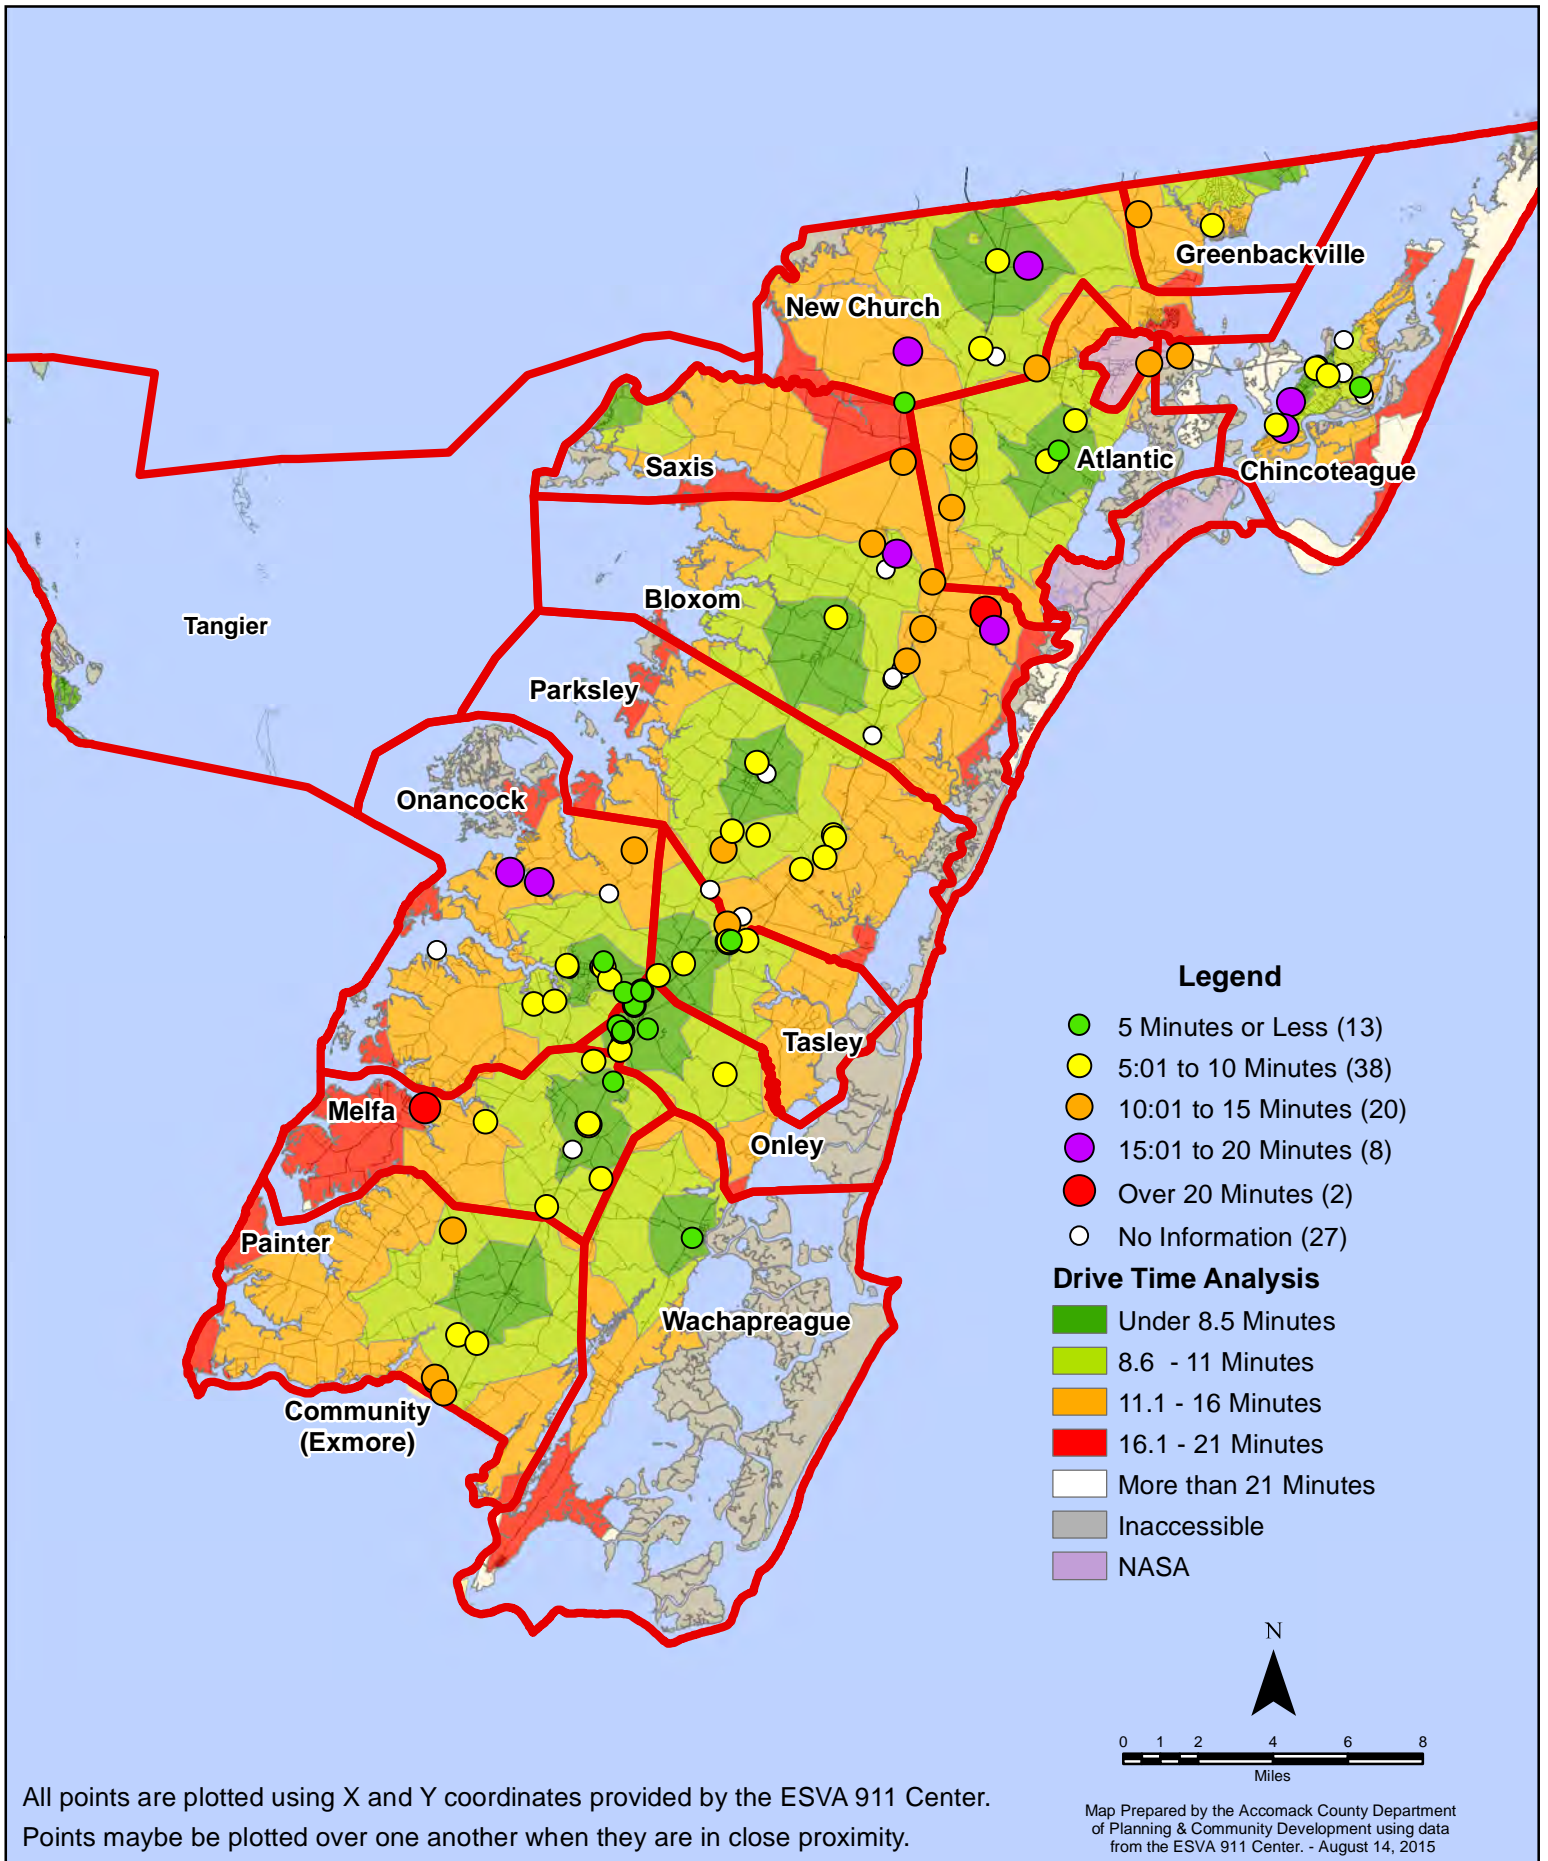 Greenbackville
New Church
Saxis
Atlantic
Chincoteague
Bloxom
Tangier
Parksley
Onancock
Tasley
Melfa
Onley
Painter
Wachapreague
Community
(Exmore)
Legend
5 Minutes or Less (13)
5:01 to 10 Minutes (38)
10:01 to 15 Minutes (20)
15:01 to 20 Minutes (8)
Over 20 Minutes (2)
No Information (27)
Drive Time Analysis
Under 8.5 Minutes
8.6 - 11 Minutes
11.1 - 16 Minutes
16.1 - 21 Minutes
More than 21 Minutes
Inaccessible
NASA
N
0 1 2 4 6 8
Miles
All points are plotted using X and Y coordinates provided by the ESVA 911 Center.
Points maybe be plotted over one another when they are in close proximity.
Map Prepared by the Accomack County Department
of Planning & Community Development using data
from the ESVA 911 Center. - August 14, 2015